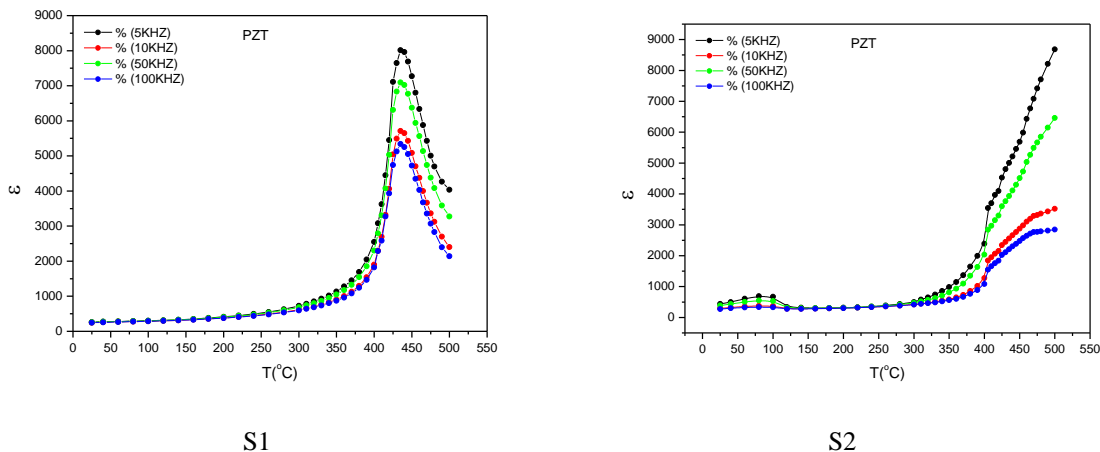 PZT
% (5KHZ)
% (10KHZ)
% (50KHZ)
% (100KHZ)
9000
8000
7000
6000
5000
4000
3000
2000
1000
0
ε
0 50 100 150 200 250 300 350 400 450 500 550
T(°C)
S1
PZT
% (5KHZ)
% (10KHZ)
% (50KHZ)
% (100KHZ)
9000
8000
7000
6000
5000
4000
3000
2000
1000
0
ε
0 50 100 150 200 250 300 350 400 450 500 550
T(°C)
S2